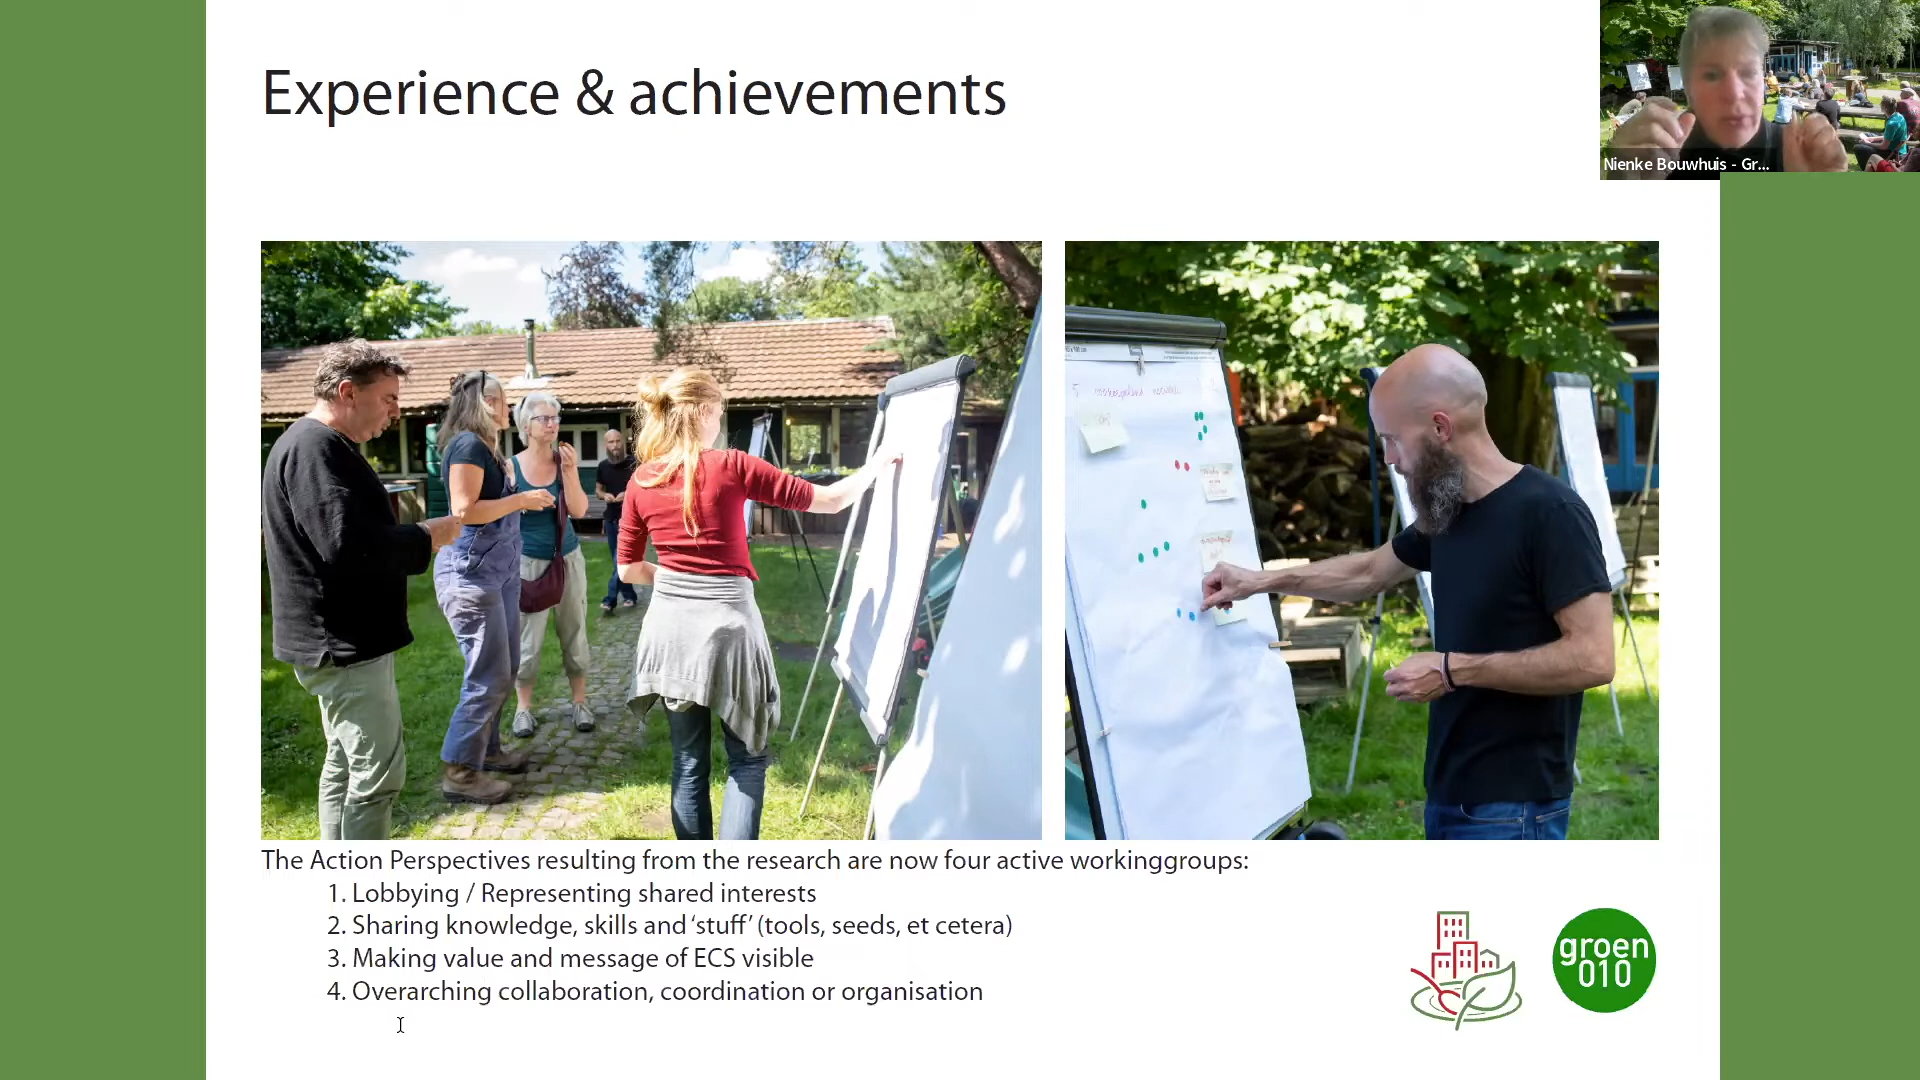 Experience & achievements
Nienke Bouwhuis - Gr...
The Action Perspectives resulting from the research are now four active workinggroups:
1. Lobbying / Representing shared interests
2. Sharing knowledge, skills and ‘stuff’ (tools, seeds, et cetera)
3. Making value and message of ECS visible
4. Overarching collaboration, coordination or organisation
groen
010